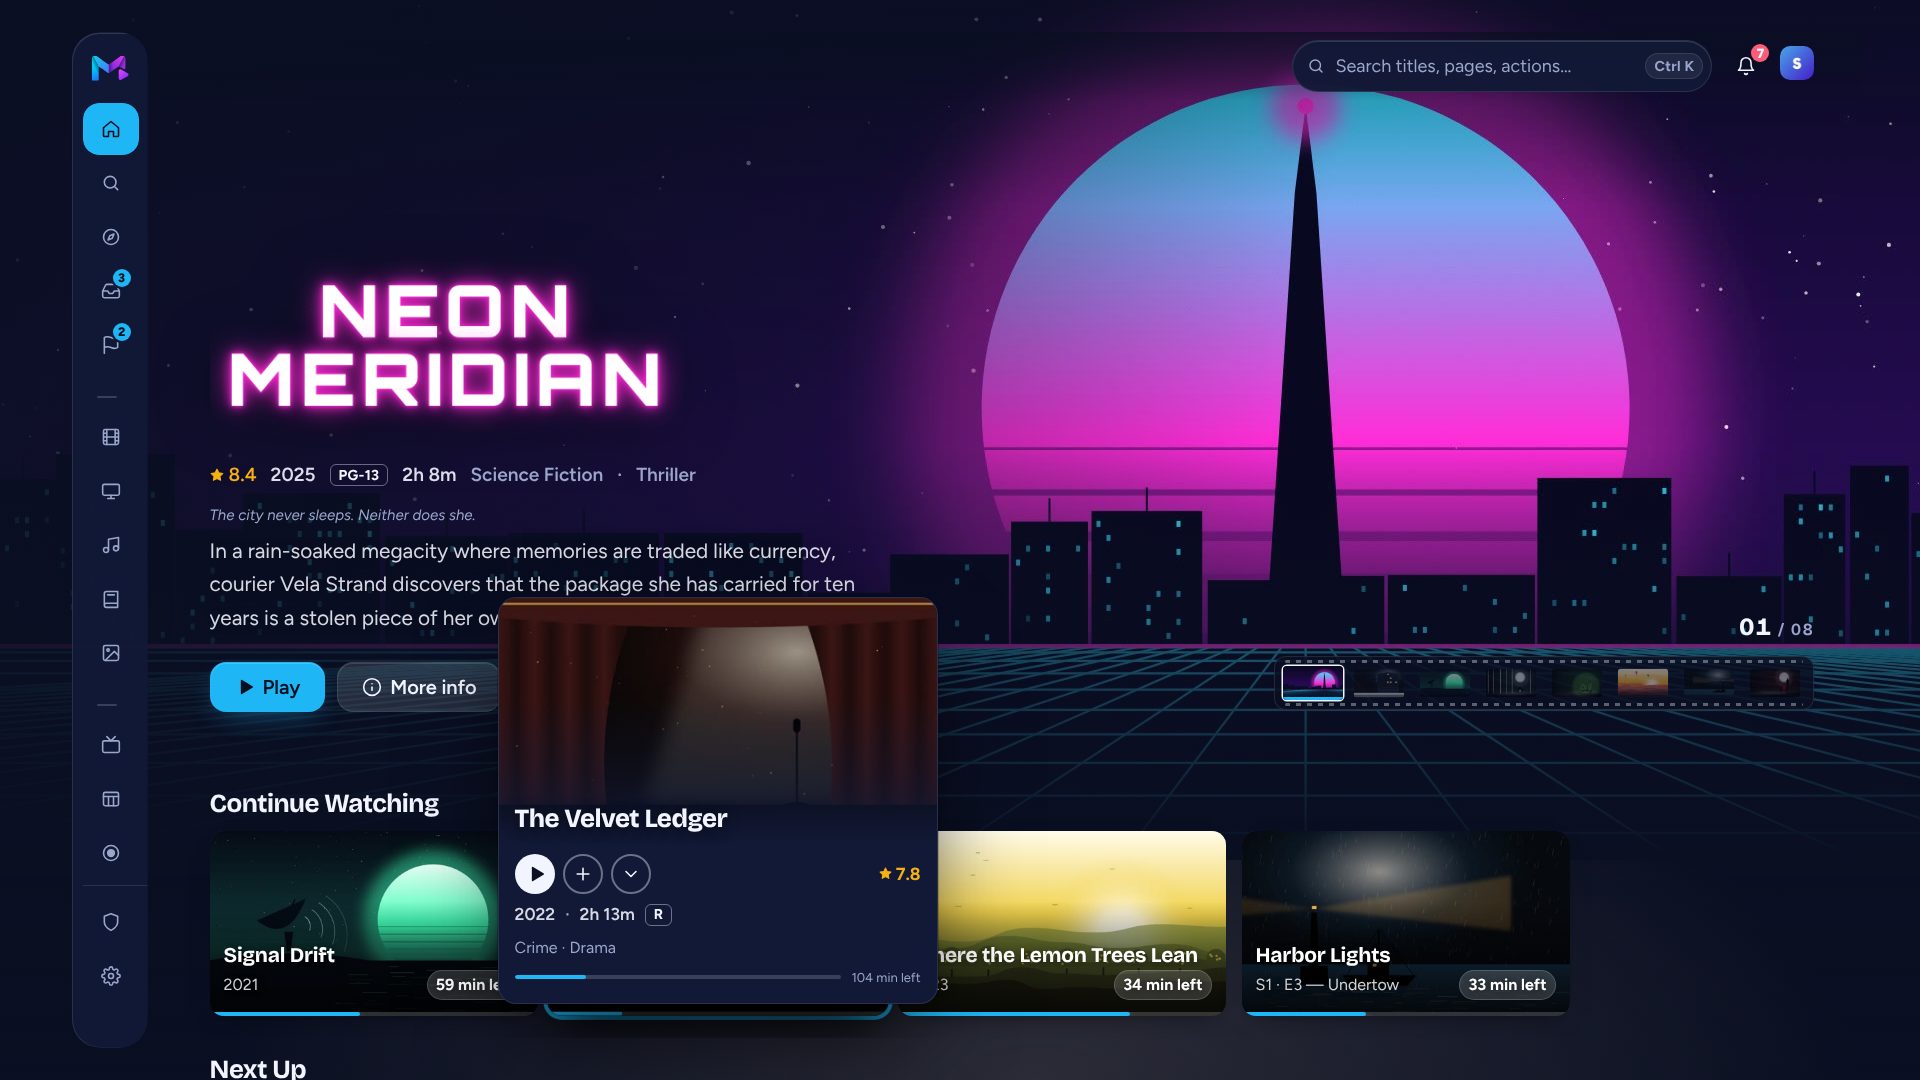 Search titles, pages, actions...
Ctrl K
7
S
3
2
NEON
MERIDIAN
8.4 2025 PG-13 2h 8m Science Fiction · Thriller
The city never sleeps. Neither does she.
In a rain-soaked megacity where memories are traded like currency,
courier Vela Strand discovers that the package she has carried for ten
years is a stolen piece of her
01 / 08
Play
More info
Continue Watching
Signal Drift
2021
59 min
The Velvet Ledger
7.8
2022 · 2h 13m R
Crime · Drama
104 min left
the Lemon Trees Lean
34 min left
Harbor Lights
S1 · E3 — Undertow
33 min left
Next Up